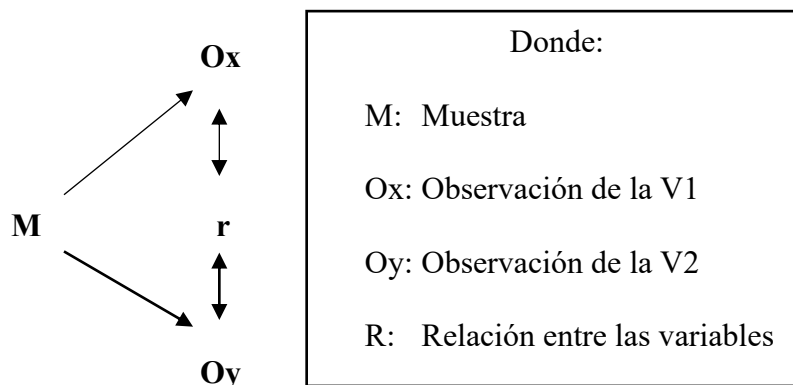 Ox
M
r
Oy
Donde:
M: Muestra
Ox: Observación de la V1
Oy: Observación de la V2
R: Relación entre las variables